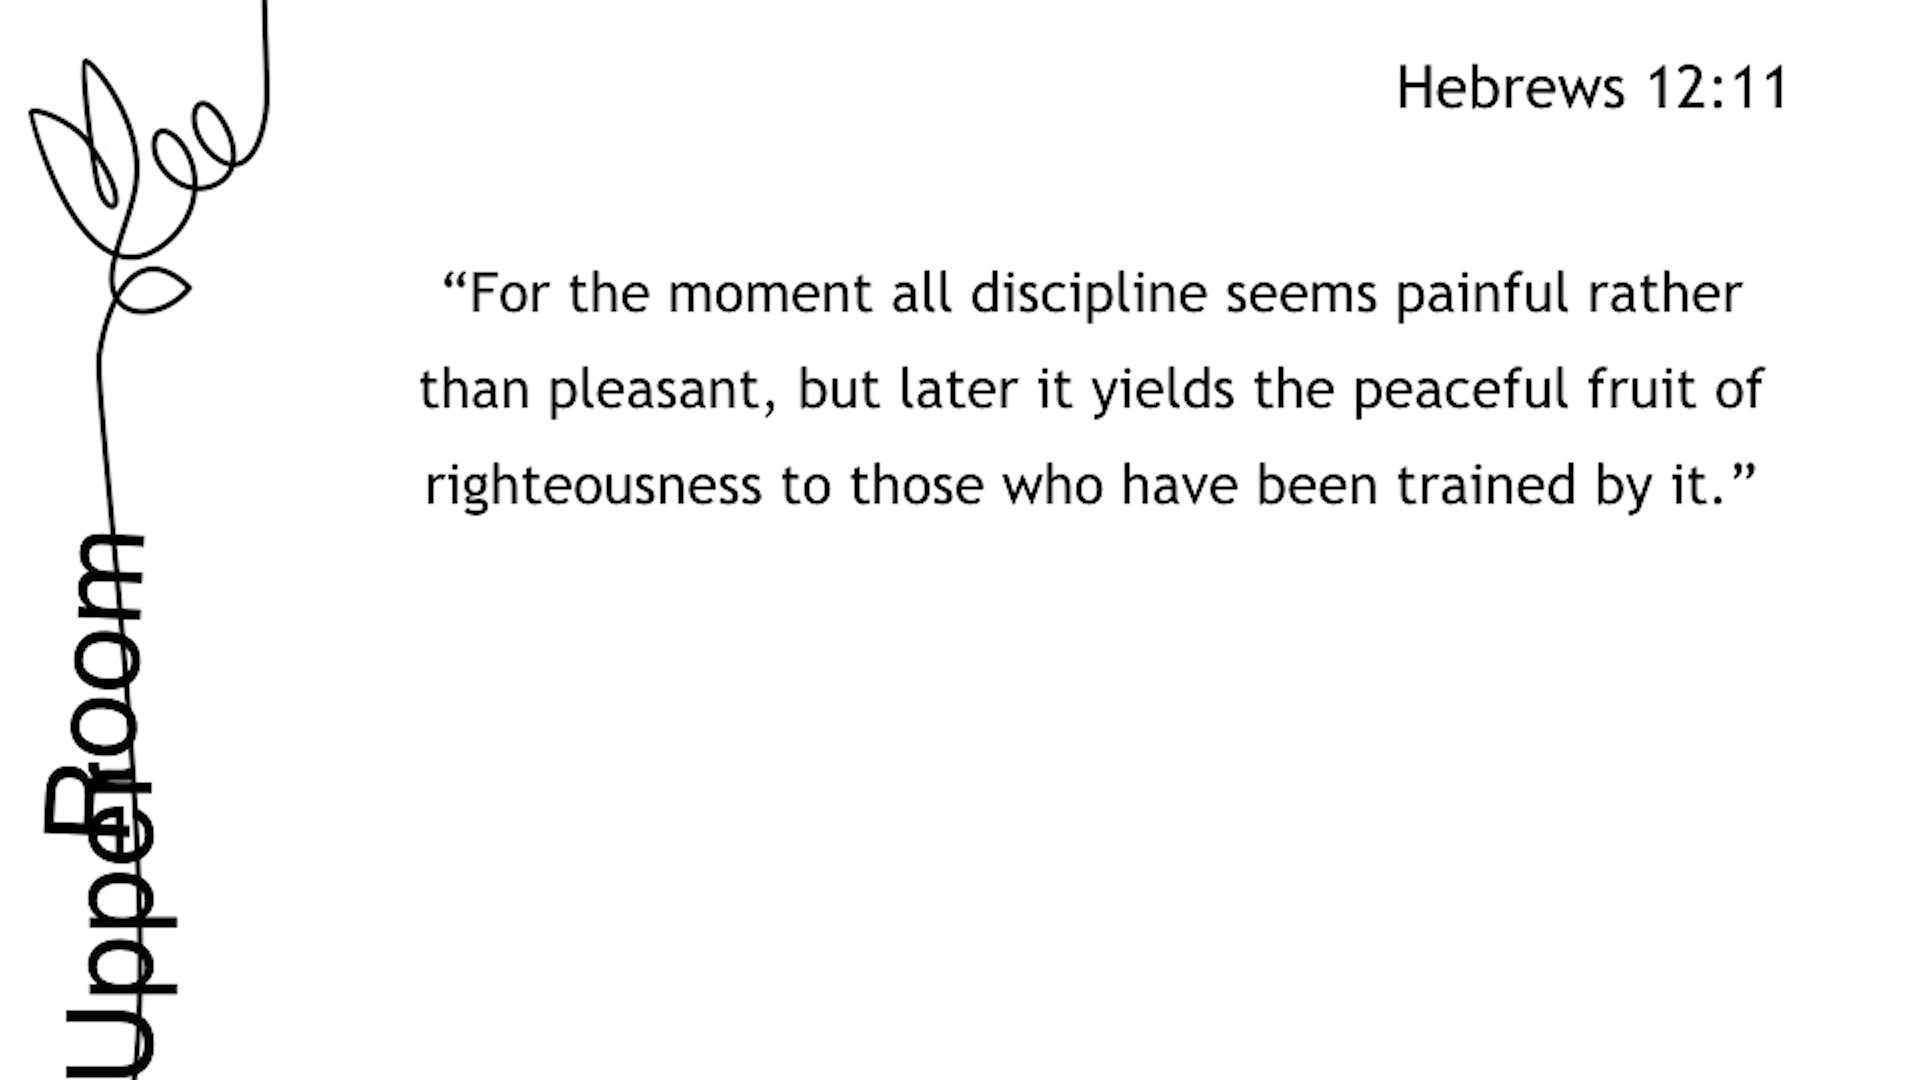 Hebrews 12:11
“For the moment all discipline seems painful rather
than pleasant, but later it yields the peaceful fruit of
righteousness to those who have been trained by it.”
Upper
Room